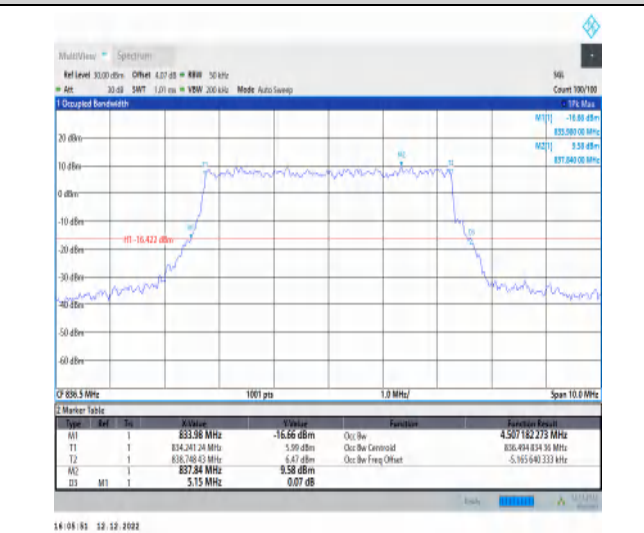 MultiView Spectrum
Ref Level 30.00 dBm Offset 4.07 dB RBW 50 kHz SGL
Att 30 dB SWT 1.01 ms VBW 200 kHz Mode Auto Sweep Count 100/100
1 Occupied Bandwidth 1Pk Max
M1[1] -16.66 dBm
833.980 00 MHz
M2[1] 9.58 dBm
837.840 00 MHz
20 dBm
10 dBm
0 dBm
-10 dBm
H1 -16.422 dBm
-20 dBm
-30 dBm
-40 dBm
-50 dBm
-60 dBm
T1
M2
T2
M1
D3
CF 836.5 MHz 1001 pts 1.0 MHz/ Span 10.0 MHz
2 Marker Table
Type Ref Trc X-Value Y-Value Function Function Result
M1 1 833.98 MHz -16.66 dBm Occ Bw 4.507 182 273 MHz
T1 1 834.241 24 MHz 5.99 dBm Occ Bw Centroid 836.494 834 36 MHz
T2 1 838.748 43 MHz 6.47 dBm Occ Bw Freq Offset -5.165 640 333 kHz
M2 1 837.84 MHz 9.58 dBm
D3 M1 1 5.15 MHz 0.07 dB
Ready
16:05:51 12.12.2022